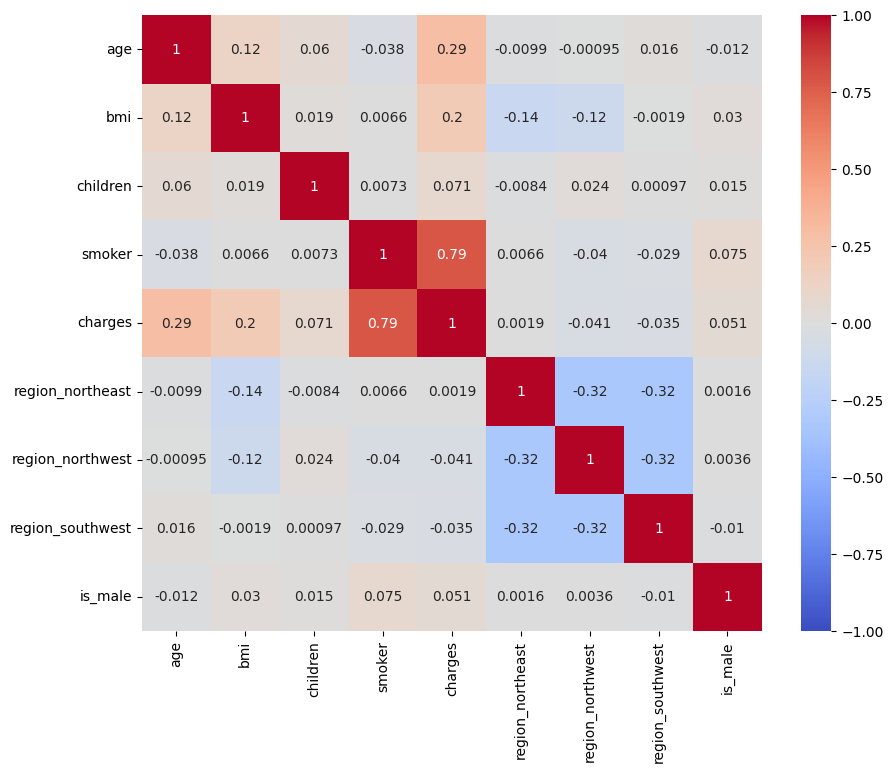 age 1 0.12 0.06 -0.038 0.29 -0.0099 -0.00095 0.016 -0.012
bmi 0.12 1 0.019 0.0066 0.2 -0.14 -0.12 -0.0019 0.03
children 0.06 0.019 1 0.0073 0.071 -0.0084 0.024 0.00097 0.015
smoker -0.038 0.0066 0.0073 1 0.79 0.0066 -0.04 -0.029 0.075
charges 0.29 0.2 0.071 0.79 1 0.0019 -0.041 -0.035 0.051
region_northeast -0.0099 -0.14 -0.0084 0.0066 0.0019 1 -0.32 -0.32 0.0016
region_northwest -0.00095 -0.12 0.024 -0.04 -0.041 -0.32 1 -0.32 0.0036
region_southwest 0.016 -0.0019 0.00097 -0.029 -0.035 -0.32 -0.32 1 -0.01
is_male -0.012 0.03 0.015 0.075 0.051 0.0016 0.0036 -0.01 1
age bmi children smoker charges region_northeast region_northwest region_southwest is_male
1.00
0.75
0.50
0.25
0.00
−0.25
−0.50
−0.75
−1.00